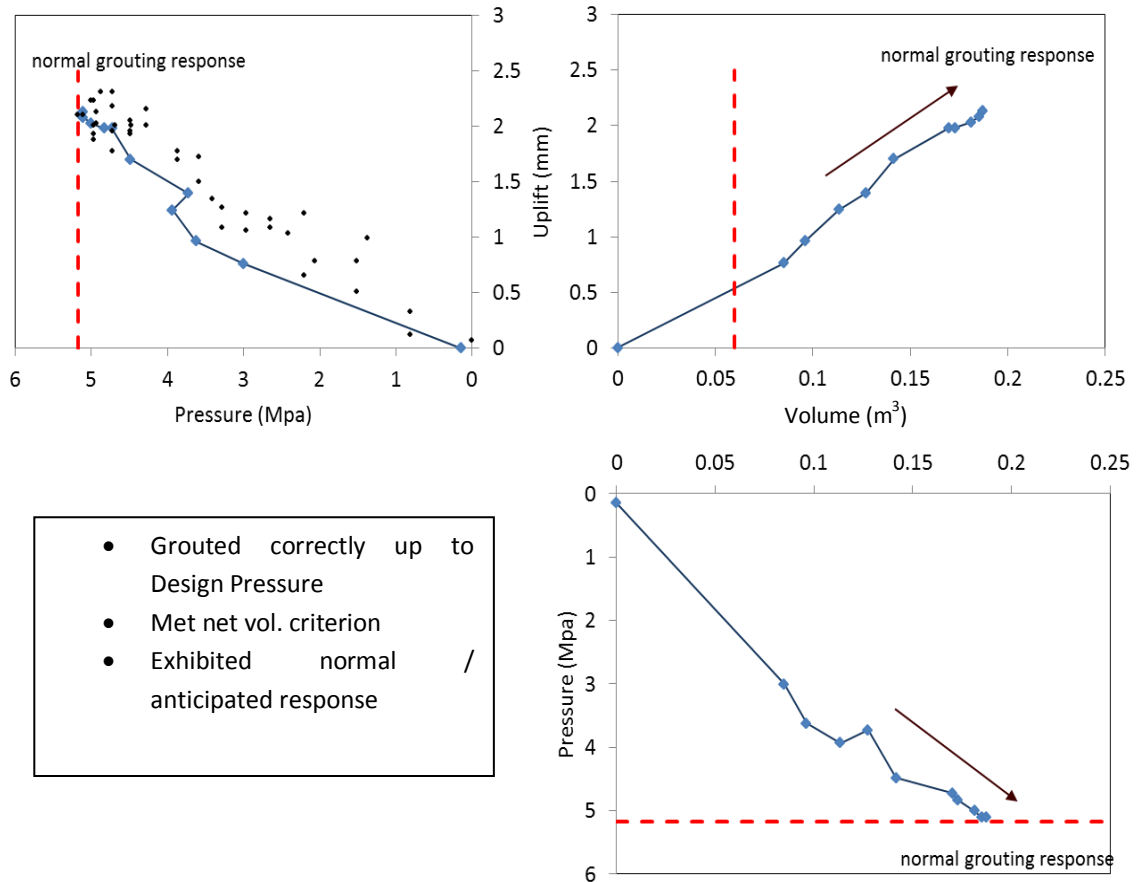 3
2.5
2
1.5
1
0.5
0
Uplift (mm)
normal grouting response
6 5 4 3 2 1 0
Pressure (Mpa)
3
2.5
2
1.5
1
0.5
0
normal grouting response
0 0.05 0.1 0.15 0.2 0.25
Volume (m³)
• Grouted correctly up to
Design Pressure
• Met net vol. criterion
• Exhibited normal /
anticipated response
0 0.05 0.1 0.15 0.2 0.25
0
1
2
3
4
5
6
Pressure (Mpa)
normal grouting response